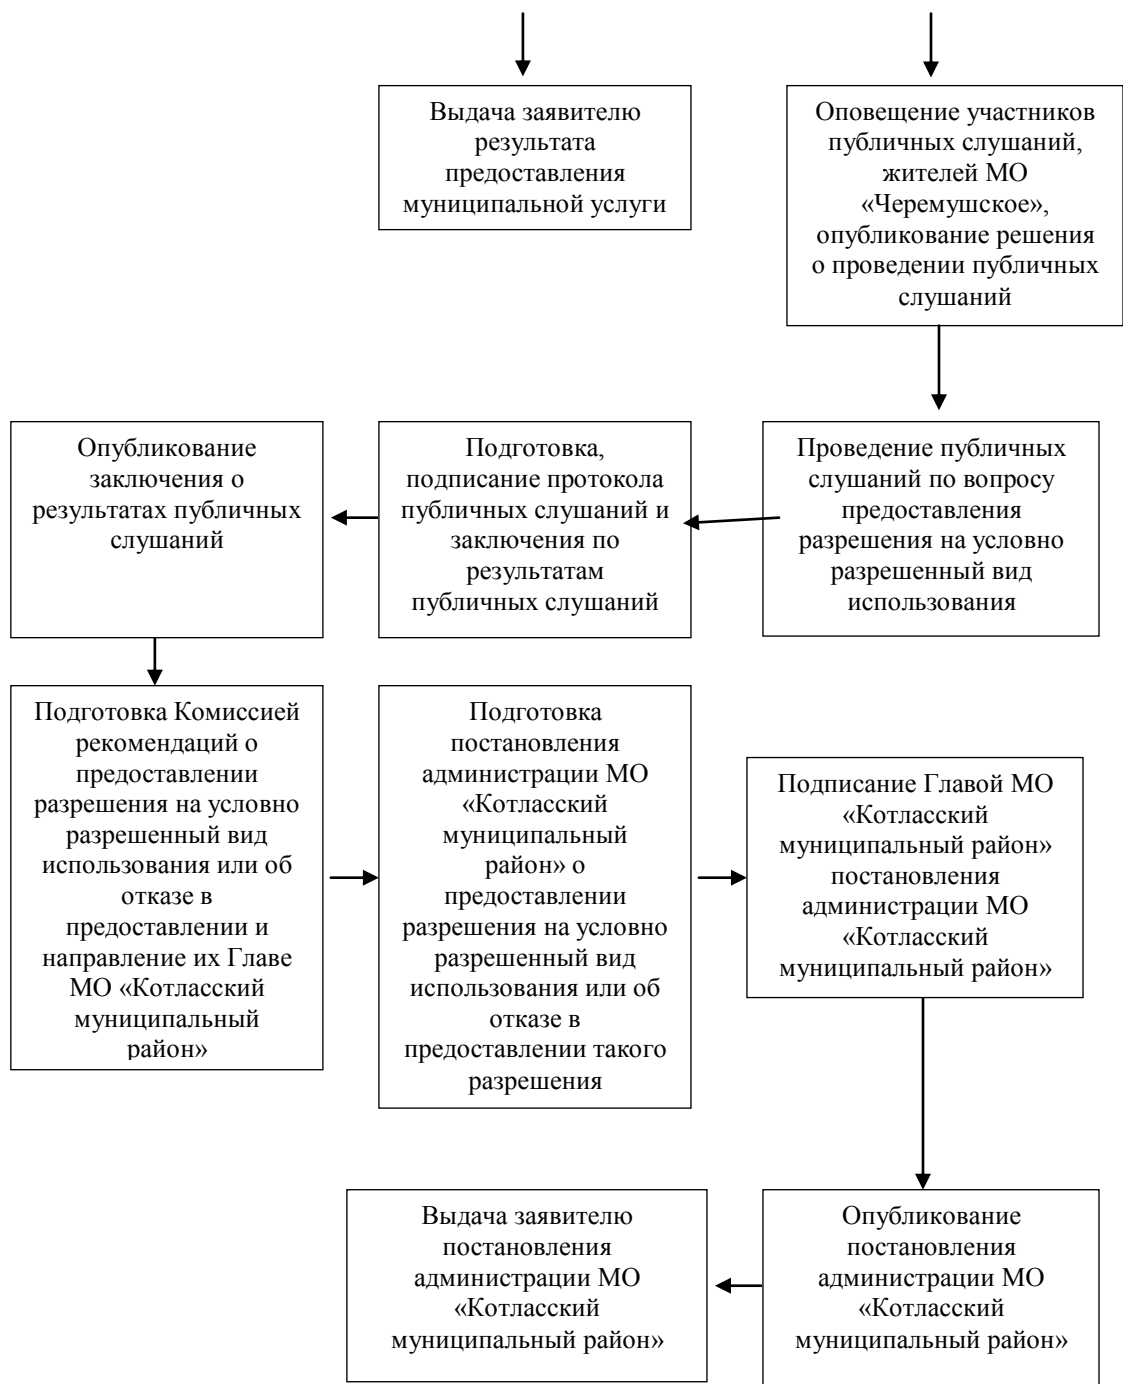 Выдача заявителю
результата
предоставления
муниципальной услуги
Оповещение участников
публичных слушаний,
жителей МО
«Черемушское»,
опубликование решения
о проведении публичных
слушаний
Проведение публичных
слушаний по вопросу
предоставления
разрешения на условно
разрешенный вид
использования
Подготовка,
подписание протокола
публичных слушаний и
заключения по
результатам
публичных слушаний
Опубликование
заключения о
результатах публичных
слушаний
Подготовка Комиссией
рекомендаций о
предоставлении
разрешения на условно
разрешенный вид
использования или об
отказе в
предоставлении и
направление их Главе
МО «Котласский
муниципальный
район»
Подготовка
постановления
администрации МО
«Котласский
муниципальный
район» о
предоставлении
разрешения на условно
разрешенный вид
использования или об
отказе в
предоставлении такого
разрешения
Подписание Главой МО
«Котласский
муниципальный район»
постановления
администрации МО
«Котласский
муниципальный район»
Опубликование
постановления
администрации МО
«Котласский
муниципальный район»
Выдача заявителю
постановления
администрации МО
«Котласский
муниципальный район»